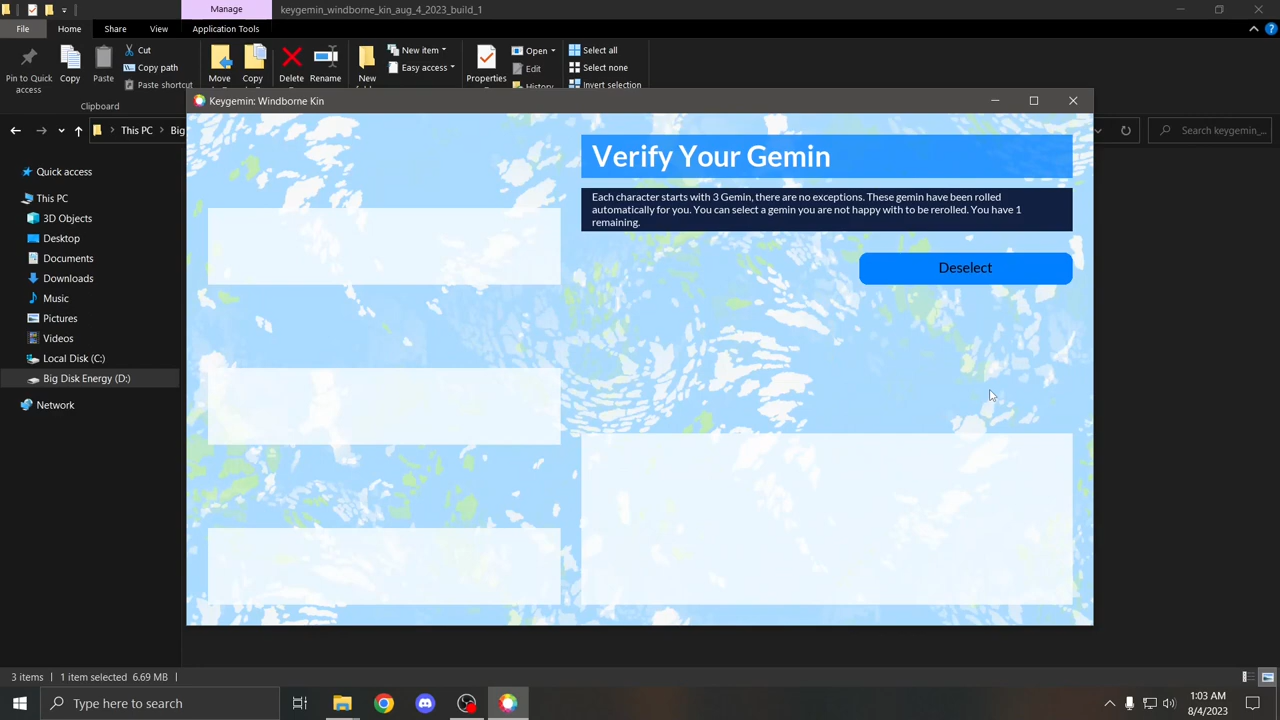 Manage
keygemin_windborne_kin_aug_4_2023_build_1
File
Home
Share
View
Application Tools
Pin to Quick
access
Copy
Paste
Cut
Copy path
Paste shortcut
Clipboard
Move
Copy
Delete
Rename
New
New item
Easy access
Properties
Open
Edit
History
Select all
Select none
Invert selection
Keygemin: Windborne Kin
This PC
Big
Search keygemin_...
Quick access
This PC
3D Objects
Desktop
Documents
Downloads
Music
Pictures
Videos
Local Disk (C:)
Big Disk Energy (D:)
Network
Verify Your Gemin
Each character starts with 3 Gemin, there are no exceptions. These gemin have been rolled
automatically for you. You can select a gemin you are not happy with to be rerolled. You have 1
remaining.
Deselect
3 items
1 item selected 6.69 MB
Type here to search
1:03 AM
8/4/2023